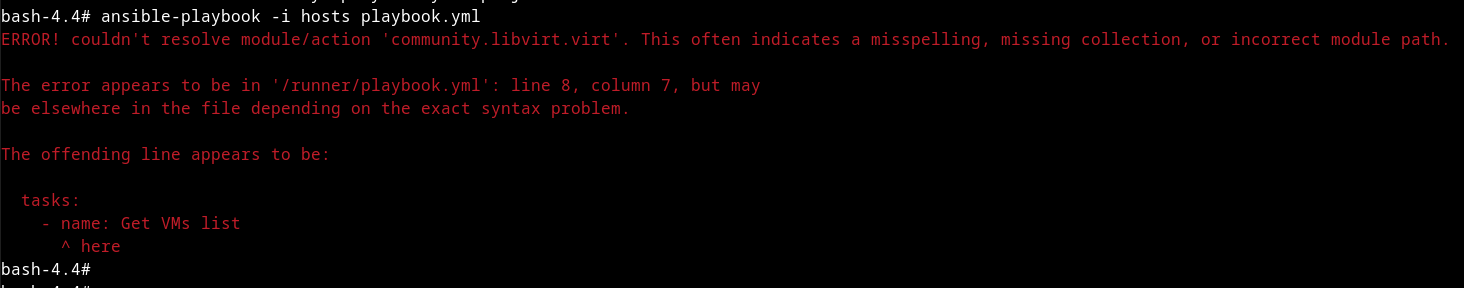 bash-4.4# ansible-playbook -i hosts playbook.yml
ERROR! couldn't resolve module/action 'community.libvirt.virt'. This often indicates a misspelling, missing collection, or incorrect module path.
The error appears to be in '/runner/playbook.yml': line 8, column 7, but may
be elsewhere in the file depending on the exact syntax problem.
The offending line appears to be:
  tasks:
    - name: Get VMs list
      ^ here
bash-4.4#